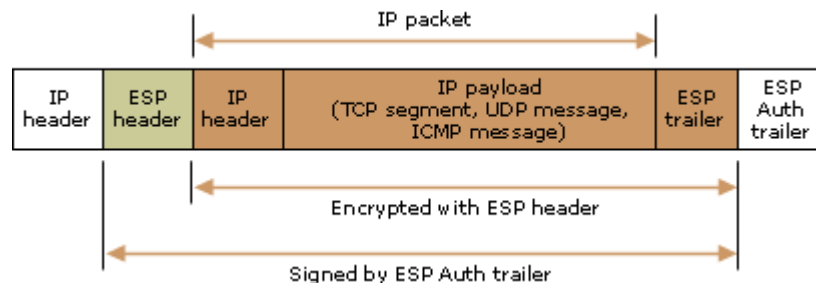 IP packet
IP
header
ESP
header
IP
header
IP payload
(TCP segment, UDP message,
ICMP message)
ESP
trailer
ESP
Auth
trailer
Encrypted with ESP header
Signed by ESP Auth trailer